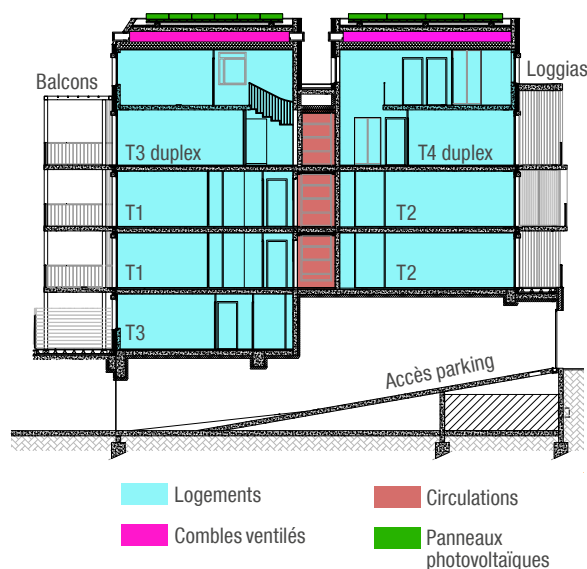 Balcons
Loggias
T3 duplex
T4 duplex
T1
T2
T1
T2
T3
Accès parking
Logements
Circulations
Combles ventilés
Panneaux
photovoltaïques